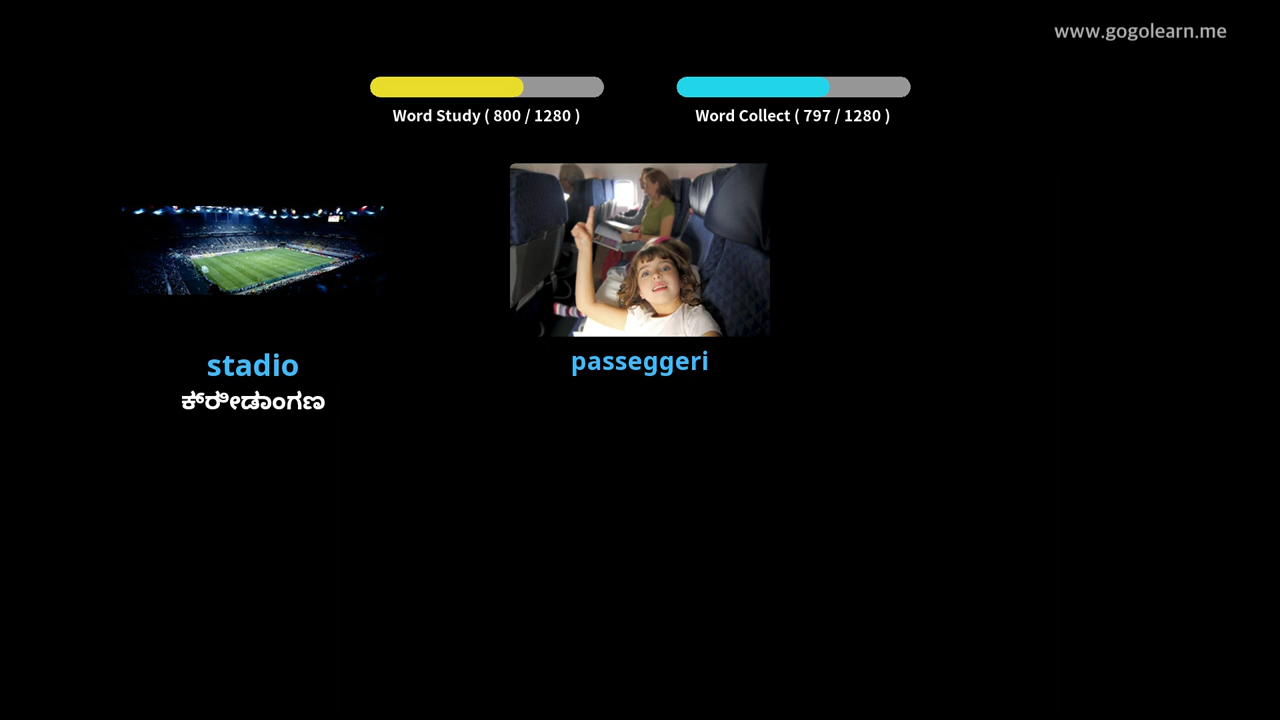 www.gogolearn.me
Word Study ( 800 / 1280 )
Word Collect ( 797 / 1280 )
stadio
ಕ್ರೀಡಾಂಗಣ
passeggeri